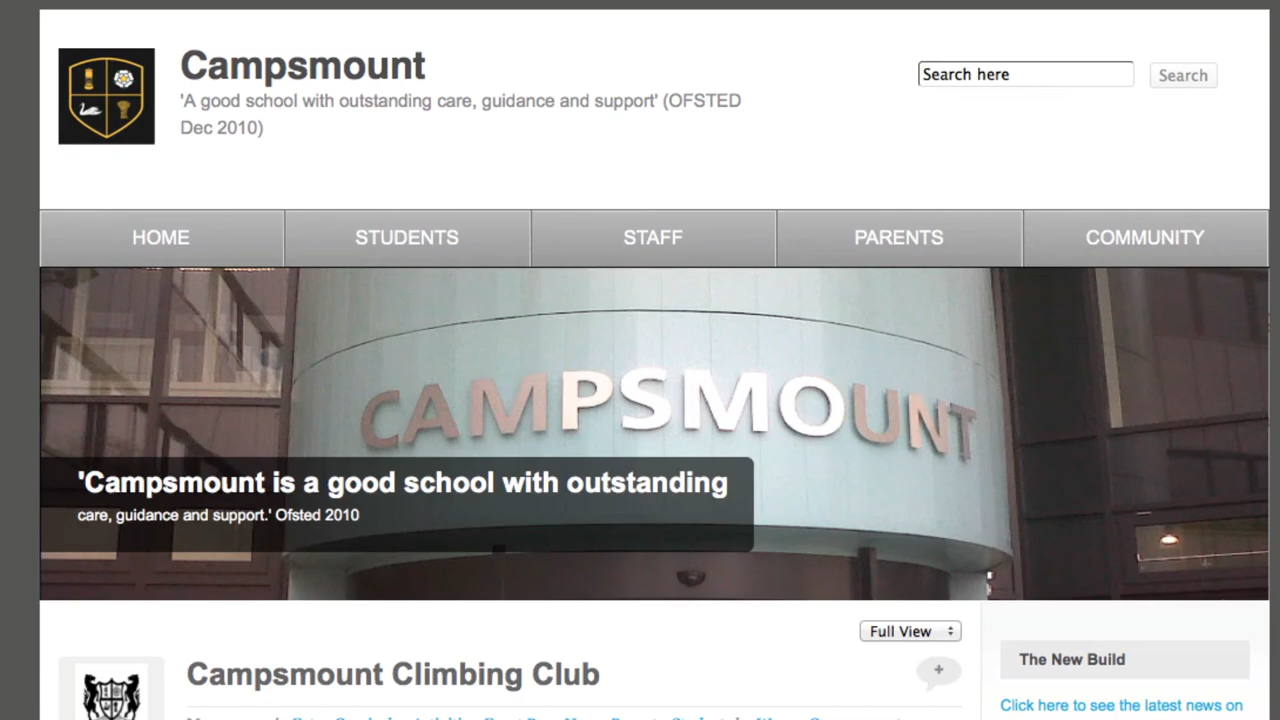 Campsmount
'A good school with outstanding care, guidance and support' (OFSTED
Dec 2010)
Search here
Search
HOME
STUDENTS
STAFF
PARENTS
COMMUNITY
CAMPSMOUNT
'Campsmount is a good school with outstanding
care, guidance and support.' Ofsted 2010
Full View
Campsmount Climbing Club
+
The New Build
Click here to see the latest news on